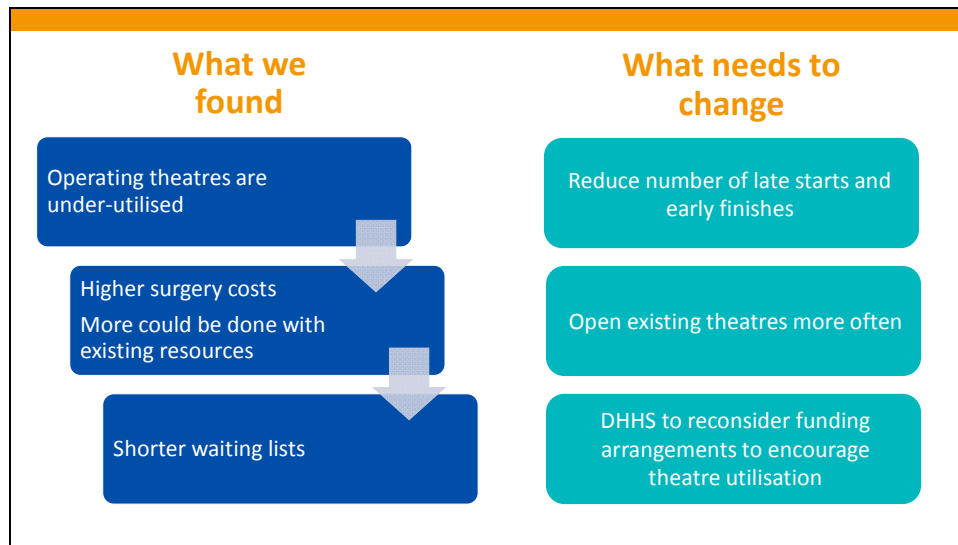 What we
found
Operating theatres are
under-utilised
Higher surgery costs
More could be done with
existing resources
Shorter waiting lists
What needs to
change
Reduce number of late starts and
early finishes
Open existing theatres more often
DHHS to reconsider funding
arrangements to encourage
theatre utilisation